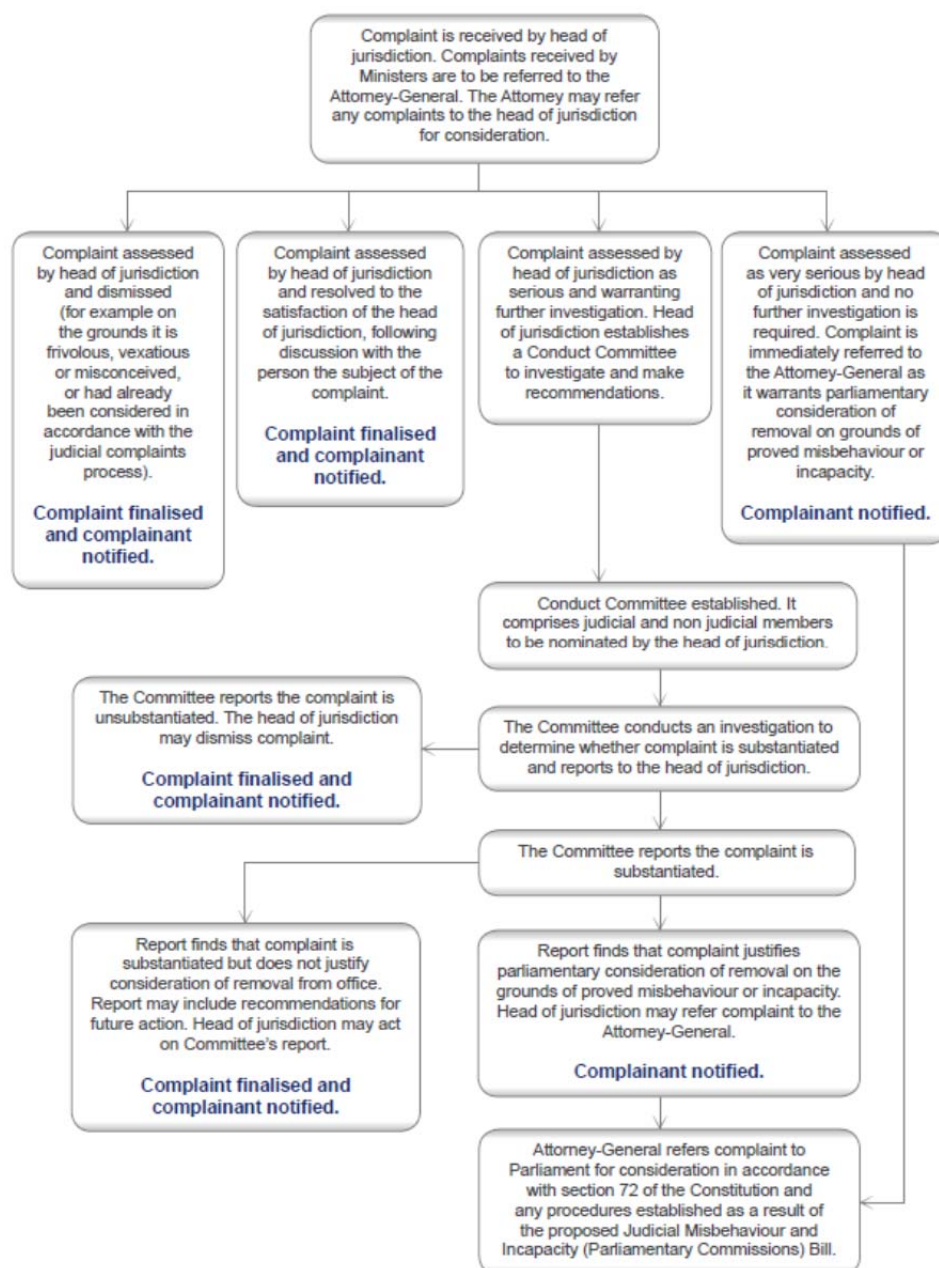 Complaint is received by head of
jurisdiction. Complaints received by
Ministers are to be referred to the
Attorney-General. The Attorney may refer
any complaints to the head of jurisdiction
for consideration.
Complaint assessed
by head of jurisdiction
and dismissed
(for example on
the grounds it is
frivolous, vexatious
or misconceived,
or had already
been considered in
accordance with the
judicial complaints
process).
Complaint finalised
and complainant
notified.
Complaint assessed
by head of jurisdiction
and resolved to the
satisfaction of the head
of jurisdiction, following
discussion with the
person the subject of the
complaint.
Complaint finalised
and complainant
notified.
Complaint assessed by
head of jurisdiction as
serious and warranting
further investigation. Head
of jurisdiction establishes
a Conduct Committee
to investigate and make
recommendations.
Complaint assessed
as very serious by head
of jurisdiction and no
further investigation is
required. Complaint is
immediately referred to
the Attorney-General as
it warrants parliamentary
consideration of
removal on grounds of
proved misbehaviour or
incapacity.
Complainant notified.
Conduct Committee established. It
comprises judicial and non judicial members
to be nominated by the head of jurisdiction.
The Committee reports the complaint is
unsubstantiated. The head of jurisdiction
may dismiss complaint.
Complaint finalised and
complainant notified.
The Committee conducts an investigation to
determine whether complaint is substantiated
and reports to the head of jurisdiction.
The Committee reports the complaint is
substantiated.
Report finds that complaint is
substantiated but does not justify
consideration of removal from office.
Report may include recommendations for
future action. Head of jurisdiction may act
on Committee's report.
Complaint finalised and
complainant notified.
Report finds that complaint justifies
parliamentary consideration of removal on the
grounds of proved misbehaviour or incapacity.
Head of jurisdiction may refer complaint to the
Attorney-General.
Complainant notified.
Attorney-General refers complaint to
Parliament for consideration in accordance
with section 72 of the Constitution and
any procedures established as a result of
the proposed Judicial Misbehaviour and
Incapacity (Parliamentary Commissions) Bill.